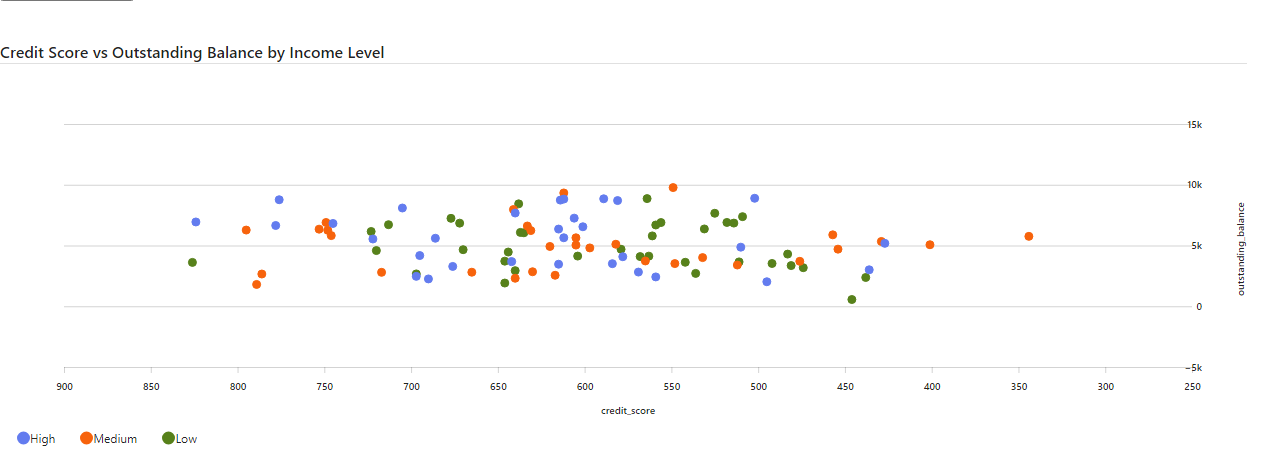 Credit Score vs Outstanding Balance by Income Level
15k
10k
5k
0
−5k
outstanding_balance
900 850 800 750 700 650 600 550 500 450 400 350 300 250
credit_score
High Medium Low